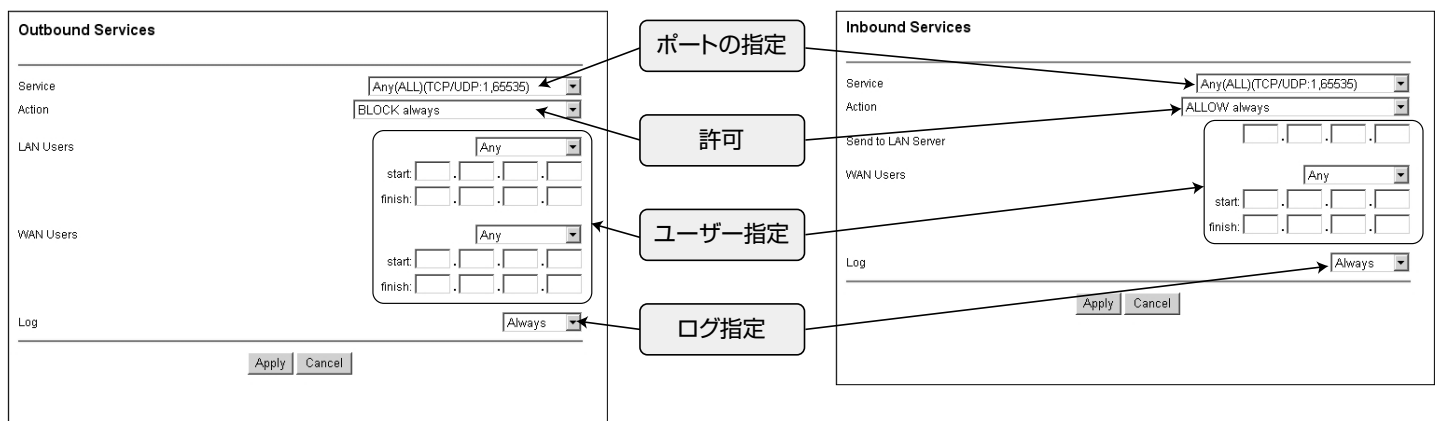 Outbound Services
Service
Any(ALL)(TCP/UDP:1,65535)
Action
BLOCK always
LAN Users
Any
start:
finish:
WAN Users
Any
start:
finish:
Log
Always
Apply
Cancel
ポートの指定
許可
ユーザー指定
ログ指定
Inbound Services
Service
Any(ALL)(TCP/UDP:1,65535)
Action
ALLOW always
Send to LAN Server
WAN Users
Any
start:
finish:
Log
Always
Apply
Cancel